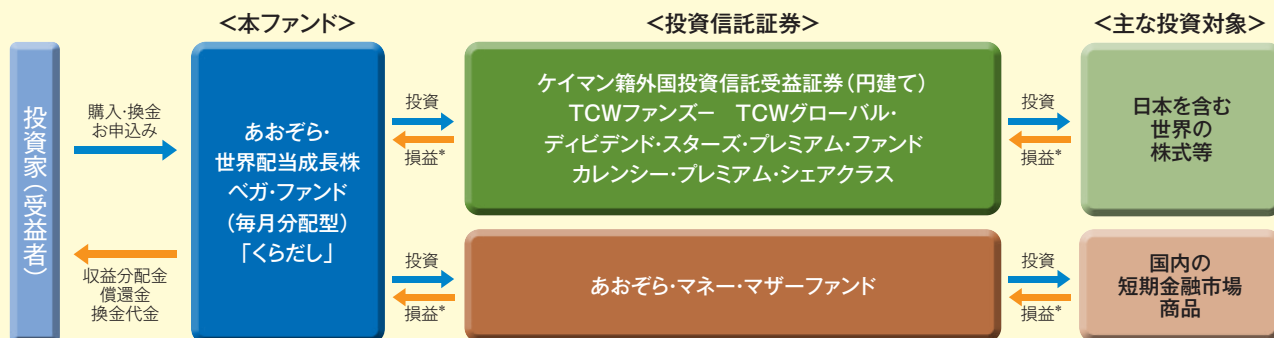 <本ファンド>
<投資信託証券>
<主な投資対象>
投資家(受益者)
購入・換金
お申込み
収益分配金
償還金
換金代金
あおぞら・
世界配当成長株
ベガ・ファンド
(毎月分配型)
「くらだし」
投資
損益*
ケイマン籍外国投資信託受益証券(円建て)
TCWファンズー TCWグローバル・
ディビデンド・スターズ・プレミアム・ファンド
カレンシー・プレミアム・シェアクラス
投資
損益*
日本を含む
世界の
株式等
投資
損益*
あおぞら・マネー・マザーファンド
投資
損益*
国内の
短期金融市場
商品